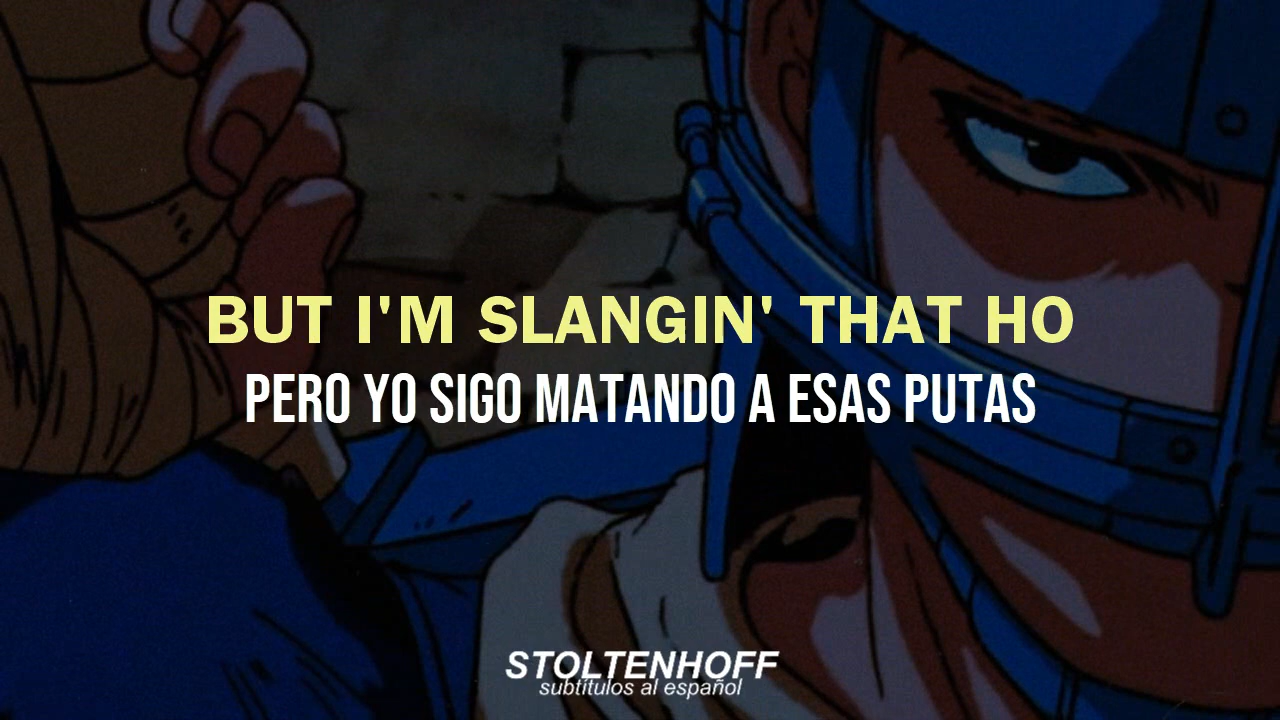 BUT I'M SLANGIN' THAT HO
PERO YO SIGO MATANDO A ESAS PUTAS
STOLTENHOFF
subtítulos al español